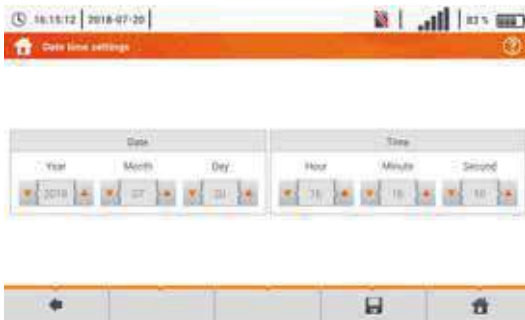 16:15:12 2018-07-20 83 %
Date time settings
Date Time
Year Month Day Hour Minute Second
2018 07 20 16 15 10